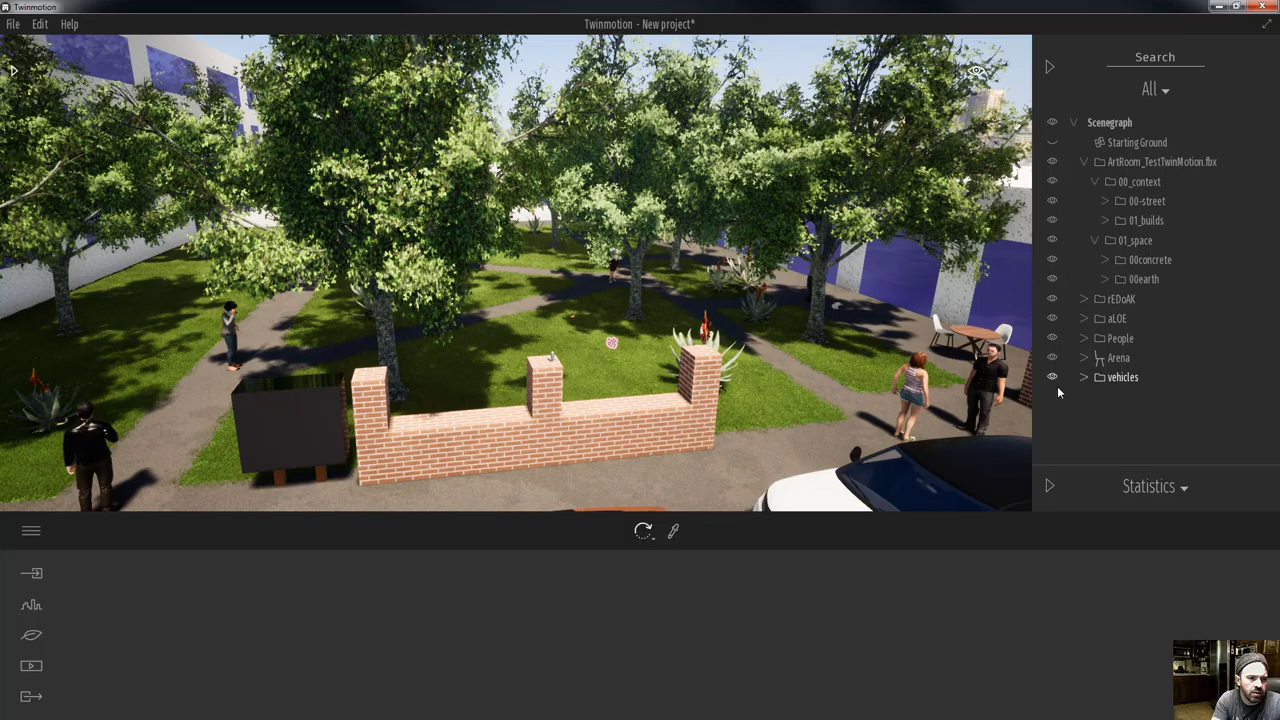 Twinmotion
File Edit Help
Twinmotion - New project*
Search
All
Scenegraph
Starting Ground
ArtRoom_TestTwinMotion.fbx
00_context
00-street
01_builds
01_space
00concrete
00earth
rEDoAK
aLOE
People
Arena
vehicles
Statistics